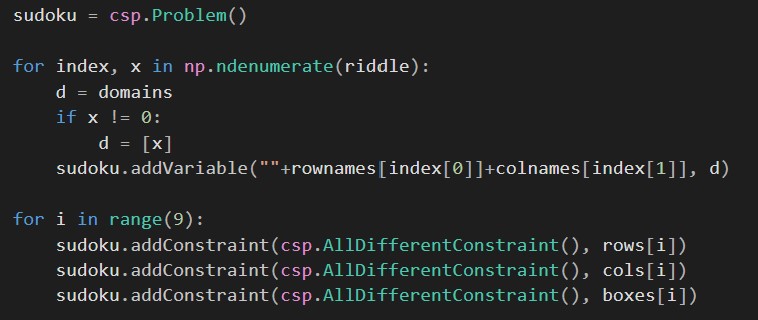 sudoku = csp.Problem()
for index, x in np.ndenumerate(riddle):
    d = domains
    if x != 0:
        d = [x]
    sudoku.addVariable(""+rownames[index[0]]+colnames[index[1]], d)
for i in range(9):
    sudoku.addConstraint(csp.AllDifferentConstraint(), rows[i])
    sudoku.addConstraint(csp.AllDifferentConstraint(), cols[i])
    sudoku.addConstraint(csp.AllDifferentConstraint(), boxes[i])